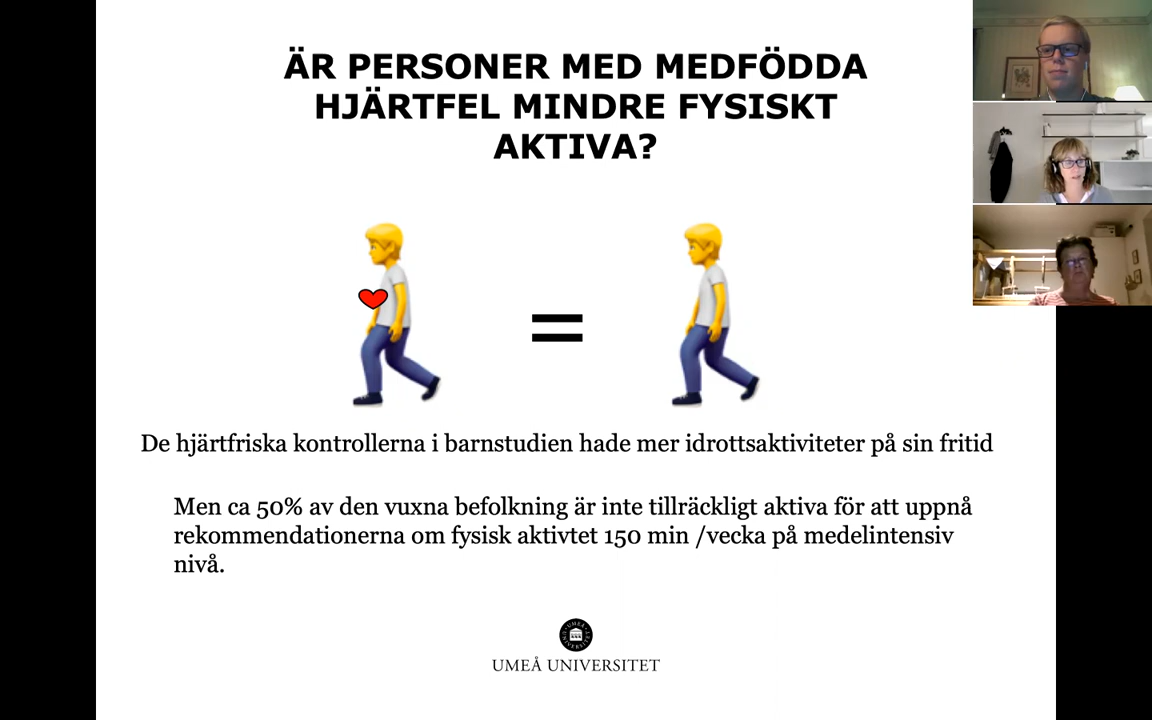 ÄR PERSONER MED MEDFÖDDA
HJÄRTFEL MINDRE FYSISKT
AKTIVA?
=
De hjärtfriska kontrollerna i barnstudien hade mer idrottsaktiviteter på sin fritid
Men ca 50% av den vuxna befolkning är inte tillräckligt aktiva för att uppnå
rekommendationerna om fysisk aktivtet 150 min /vecka på medelintensiv
nivå.
UMEÅ UNIVERSITET